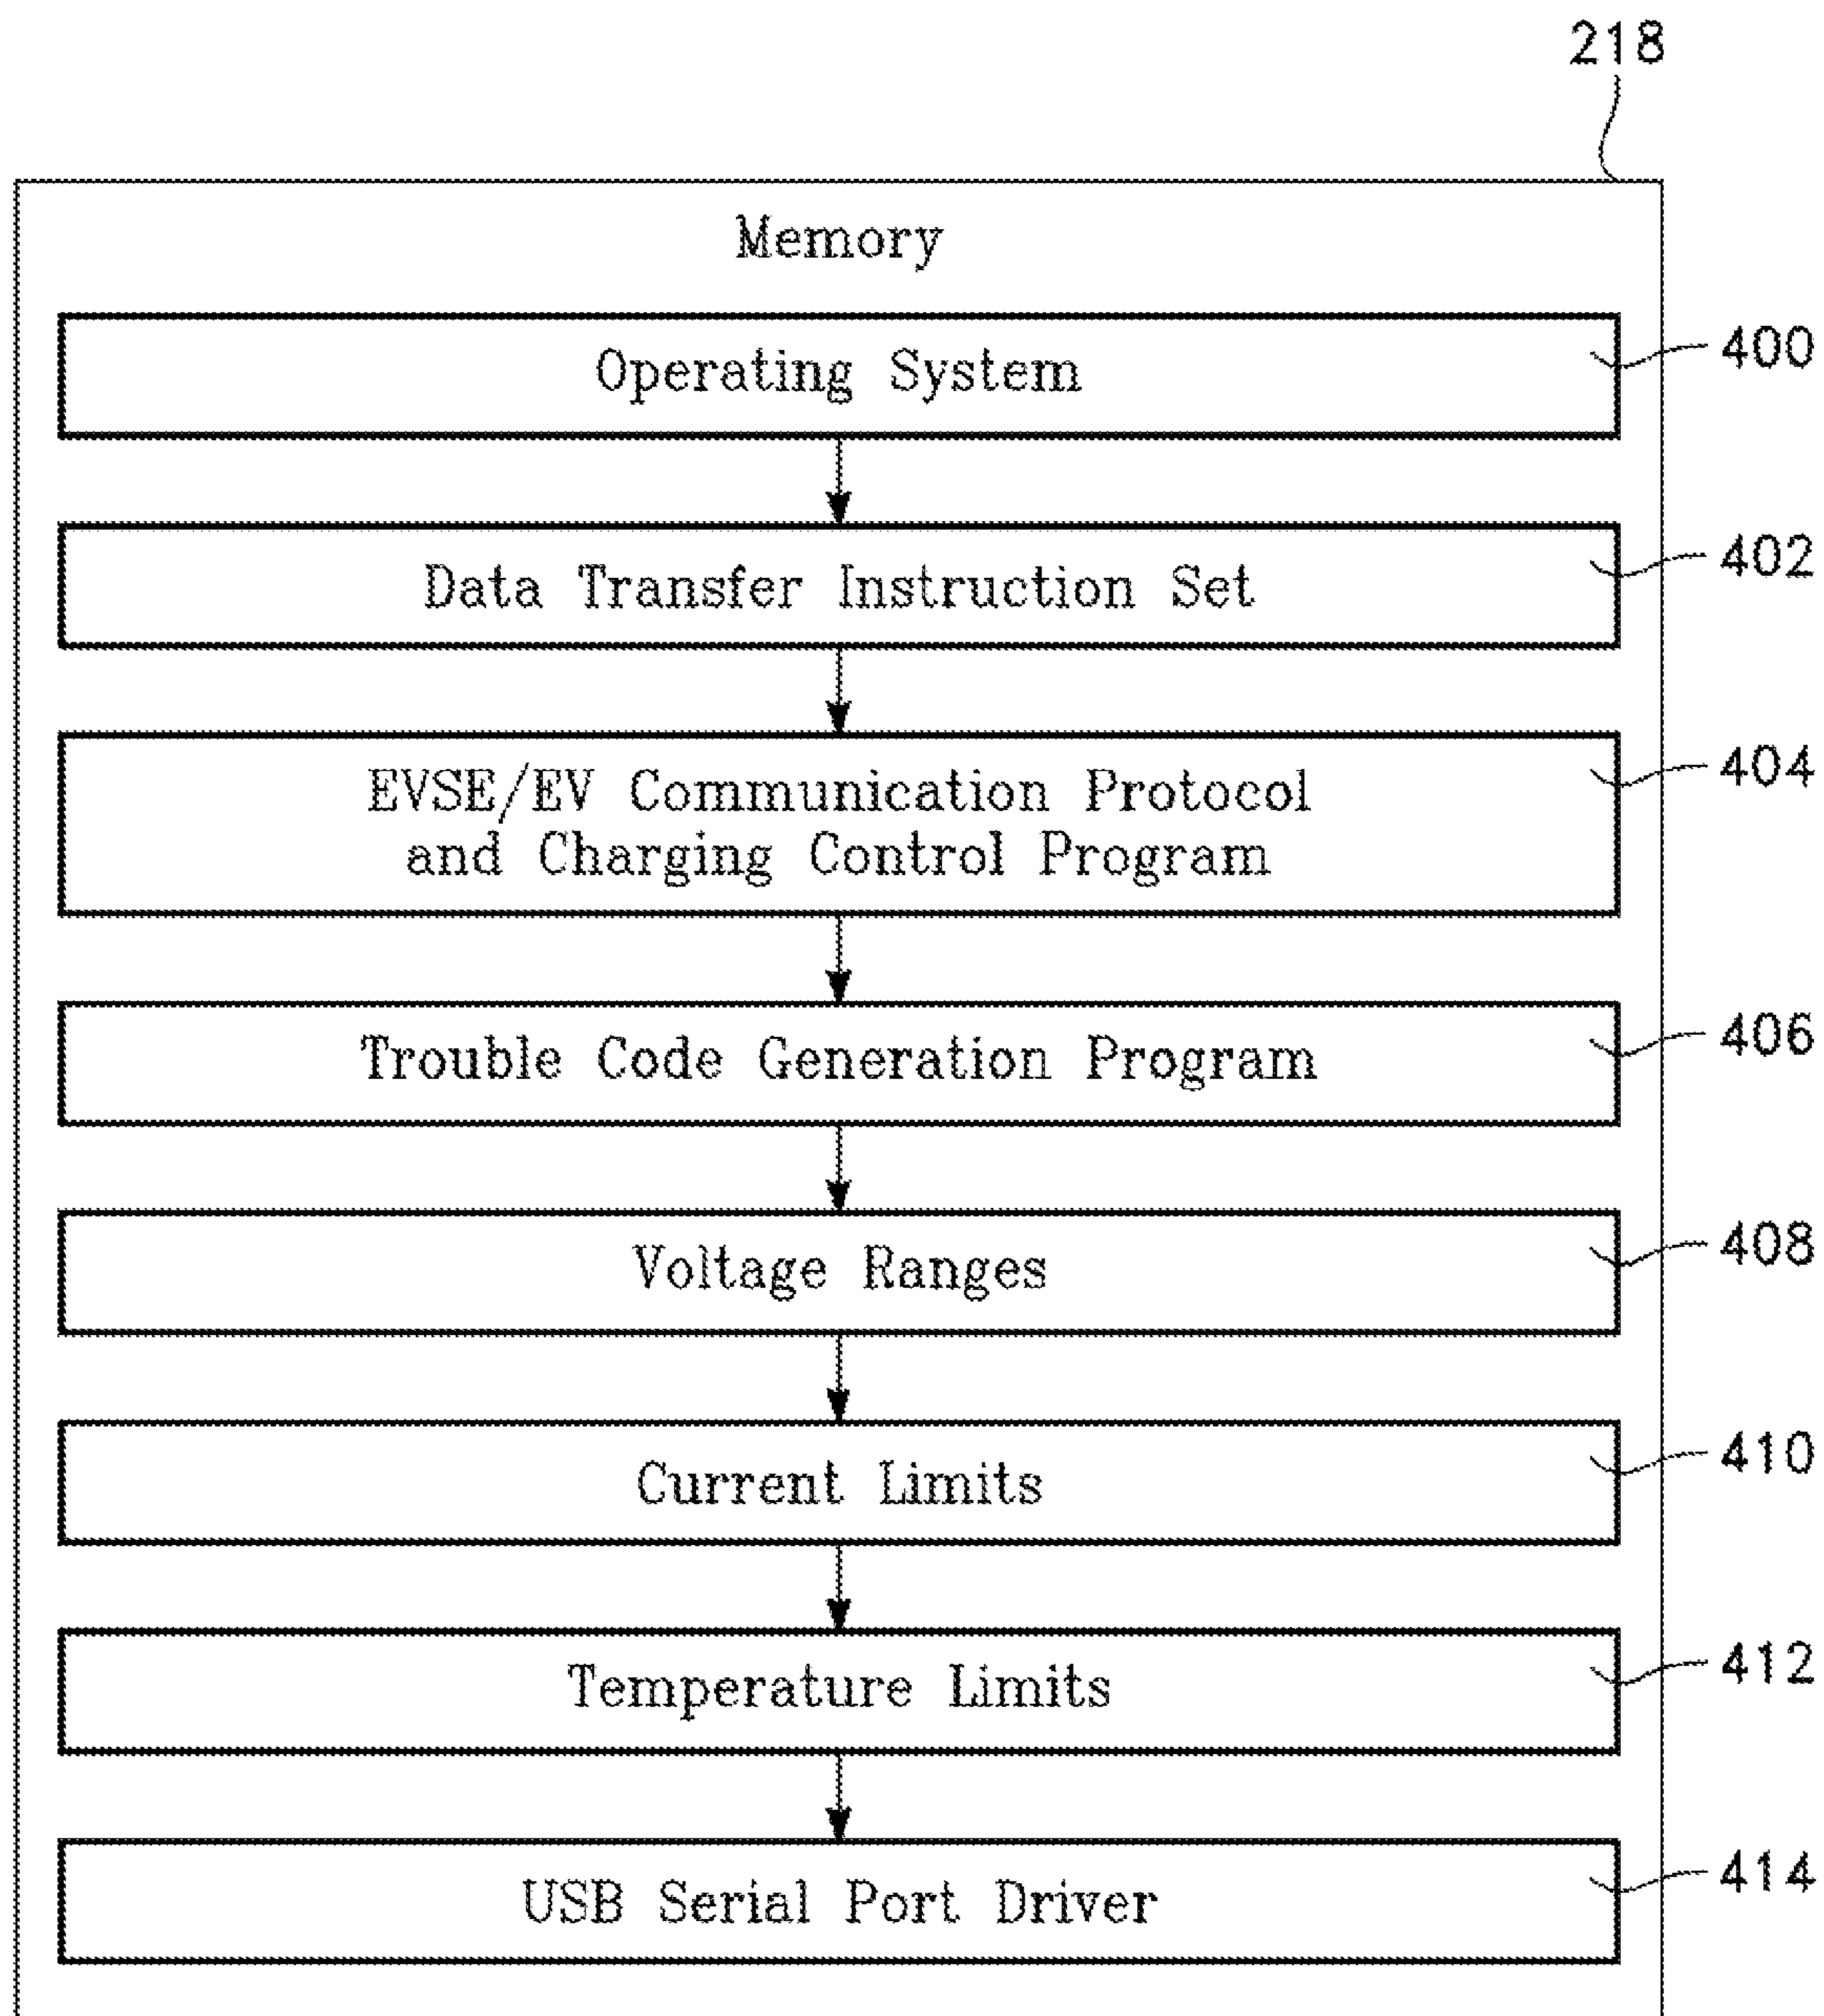 218
Memory
Operating System
400
Data Transfer Instruction Set
402
EVSE/EV Communication Protocol
and Charging Control Program
404
Trouble Code Generation Program
406
Voltage Ranges
408
Current Limits
410
Temperature Limits
412
USB Serial Port Driver
414